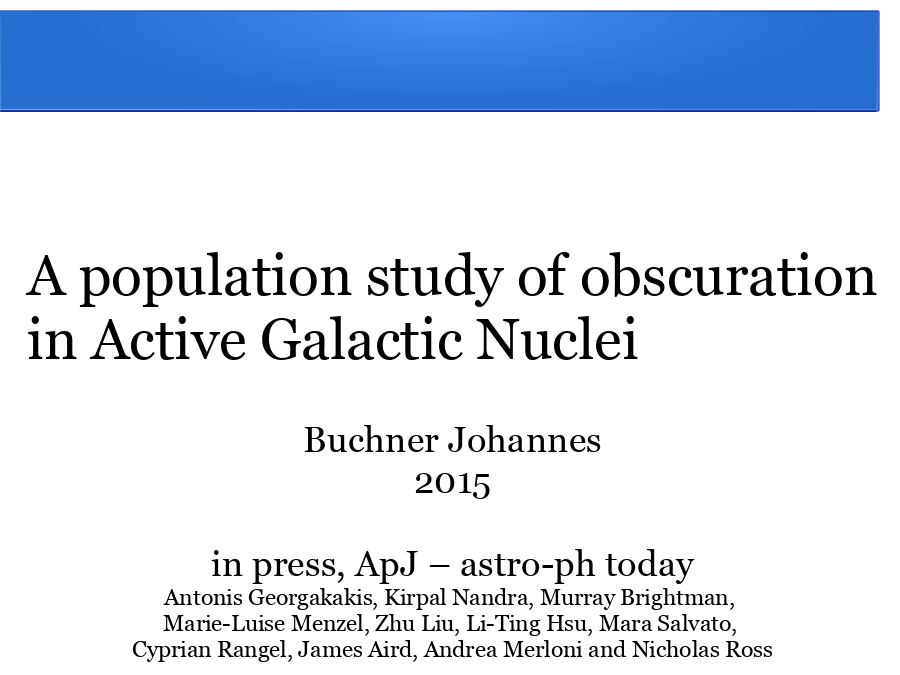 A population study of obscuration
in Active Galactic Nuclei
Buchner Johannes
2015
in press, ApJ – astro-ph today
Antonis Georgakakis, Kirpal Nandra, Murray Brightman,
Marie-Luise Menzel, Zhu Liu, Li-Ting Hsu, Mara Salvato,
Cyprian Rangel, James Aird, Andrea Merloni and Nicholas Ross